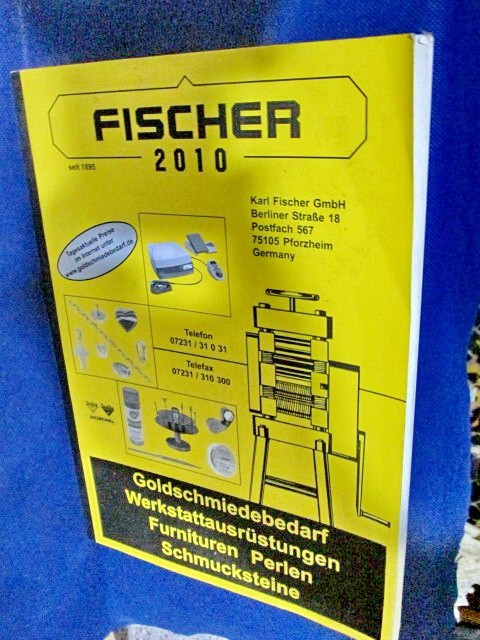 FISCHER
2010
seit 1895
Karl Fischer GmbH
Berliner Straße 18
Postfach 567
75105 Pforzheim
Germany
Tagesaktuelle Preise
im Internet unter
www.goldschmiedebedarf.de
Telefon
07231 / 31 0 31
Telefax
07231 / 310 300
Goldschmiedebedarf
Werkstattausrüstungen
Furnituren Perlen
Schmucksteine